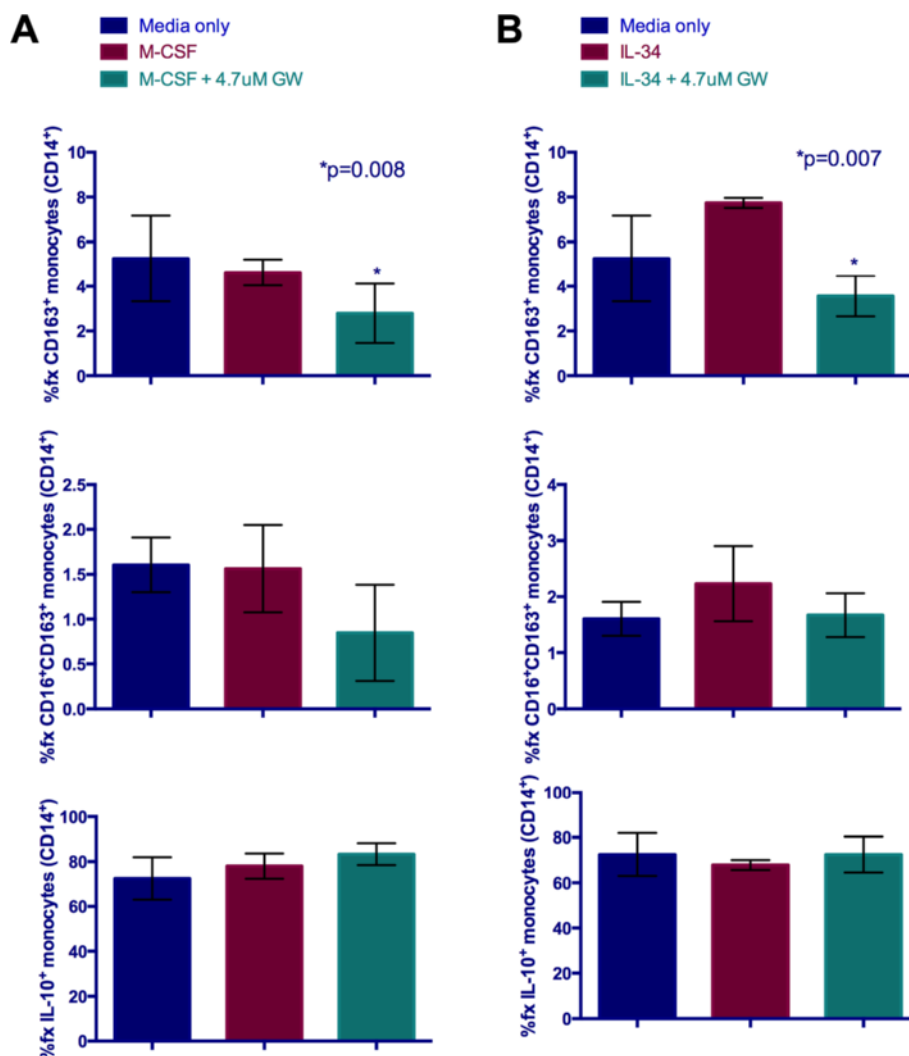 A
Media only
M-CSF
M-CSF + 4.7uM GW
B
Media only
IL-34
IL-34 + 4.7uM GW
%fx CD163⁺ monocytes (CD14⁺)
10
8
6
4
2
0
*p=0.008
*
%fx CD163⁺ monocytes (CD14⁺)
10
8
6
4
2
0
*p=0.007
*
%fx CD16⁺CD163⁺ monocytes (CD14⁺)
2.5
2.0
1.5
1.0
0.5
0.0
%fx CD16⁺CD163⁺ monocytes (CD14⁺)
4
3
2
1
0
%fx IL-10⁺ monocytes (CD14⁺)
100
80
60
40
20
0
%fx IL-10⁺ monocytes (CD14⁺)
100
80
60
40
20
0